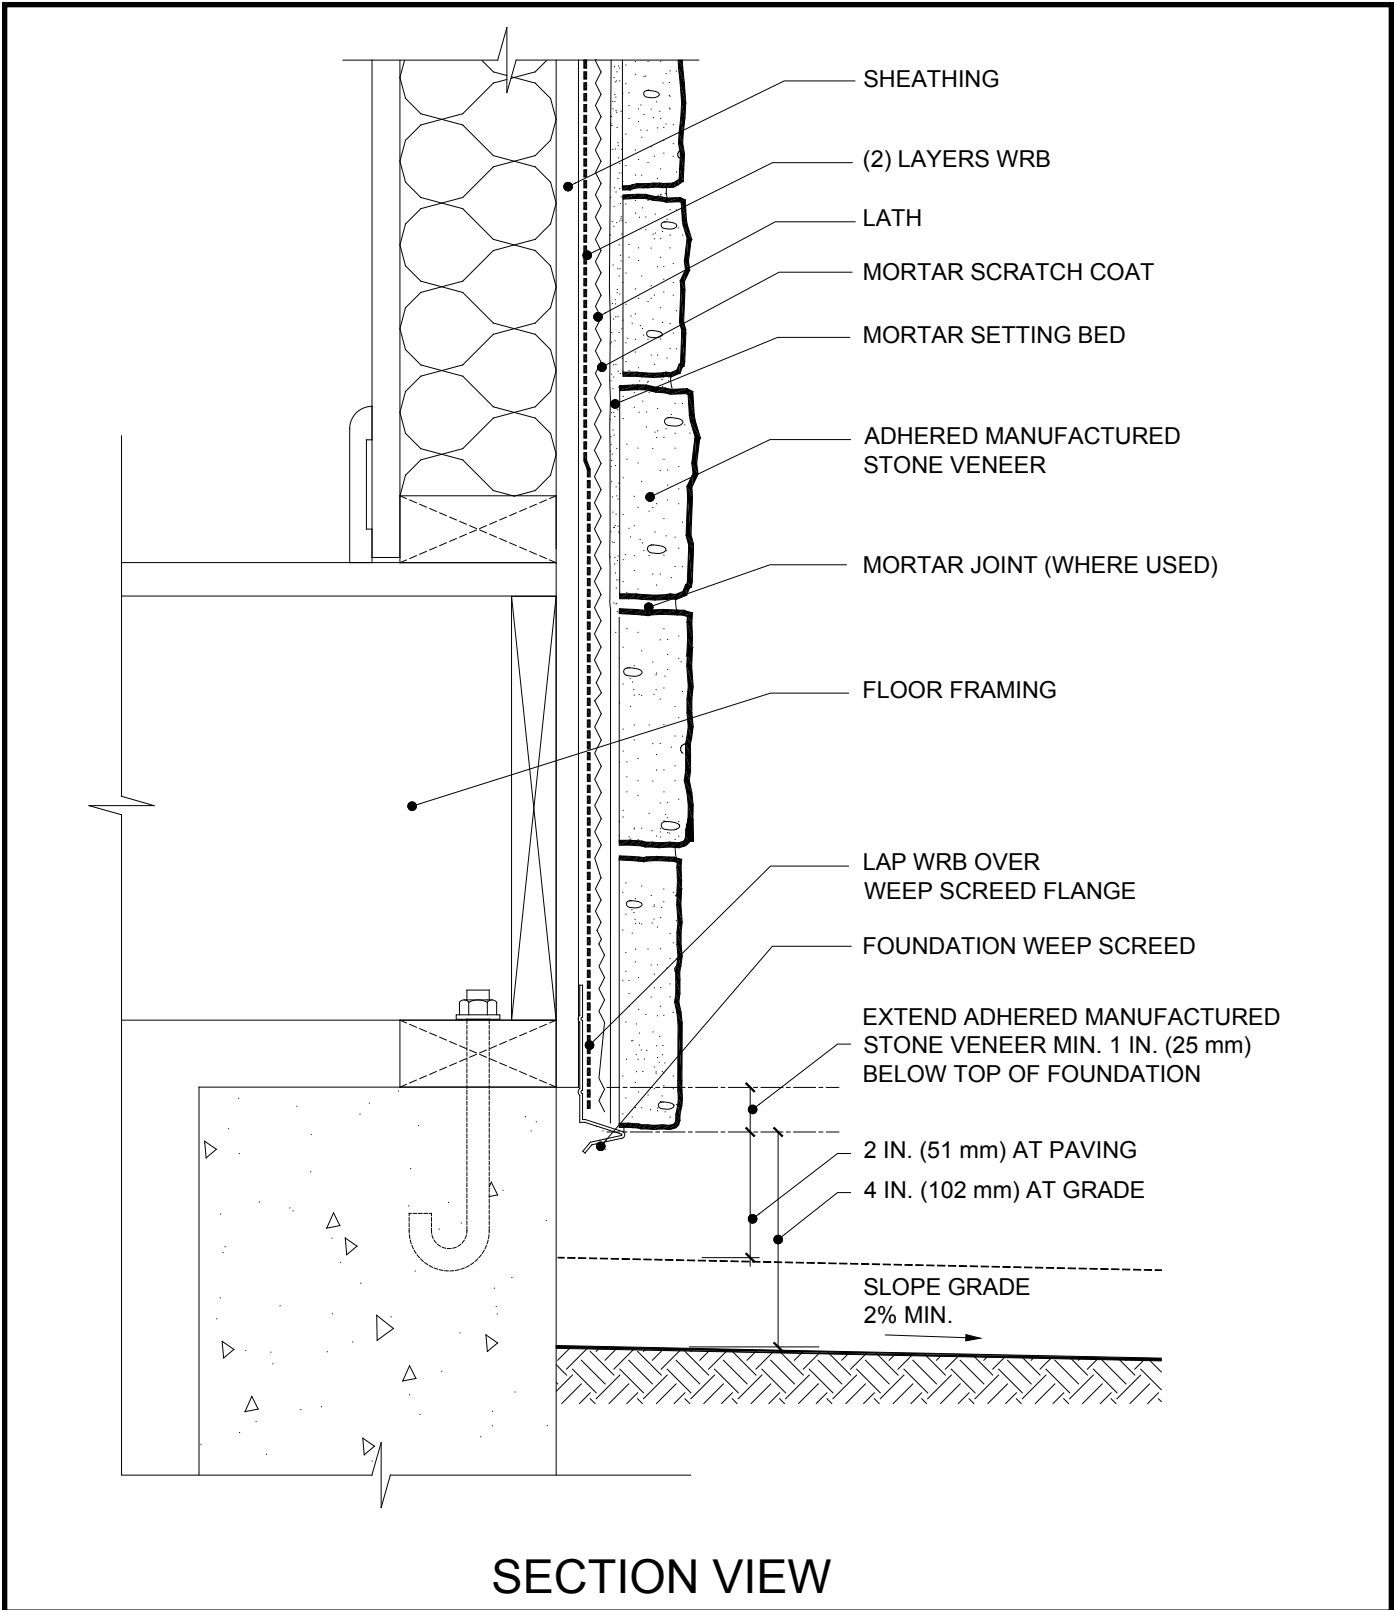 SHEATHING
(2) LAYERS WRB
LATH
MORTAR SCRATCH COAT
MORTAR SETTING BED
ADHERED MANUFACTURED
STONE VENEER
MORTAR JOINT (WHERE USED)
FLOOR FRAMING
LAP WRB OVER
WEEP SCREED FLANGE
FOUNDATION WEEP SCREED
EXTEND ADHERED MANUFACTURED
STONE VENEER MIN. 1 IN. (25 mm)
BELOW TOP OF FOUNDATION
2 IN. (51 mm) AT PAVING
4 IN. (102 mm) AT GRADE
SLOPE GRADE
2% MIN.
SECTION VIEW